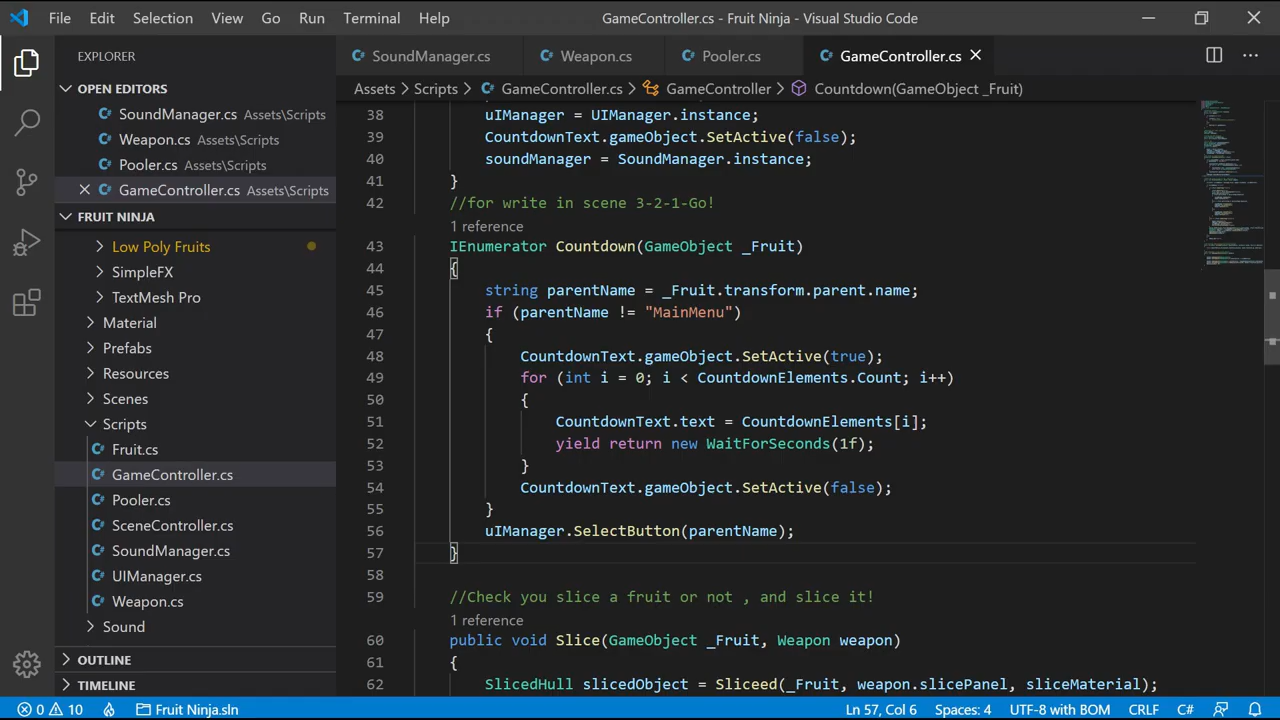 File Edit Selection View Go Run Terminal Help GameController.cs - Fruit Ninja - Visual Studio Code
EXPLORER
OPEN EDITORS
SoundManager.cs Assets\Scripts
Weapon.cs Assets\Scripts
Pooler.cs Assets\Scripts
GameController.cs Assets\Scripts
FRUIT NINJA
Low Poly Fruits
SimpleFX
TextMesh Pro
Material
Prefabs
Resources
Scenes
Scripts
Fruit.cs
GameController.cs
Pooler.cs
SceneController.cs
SoundManager.cs
UIManager.cs
Weapon.cs
Sound
OUTLINE
TIMELINE
SoundManager.cs Weapon.cs Pooler.cs GameController.cs
Assets > Scripts > GameController.cs > GameController > Countdown(GameObject _Fruit)
38 uIManager = UIManager.instance;
39 CountdownText.gameObject.SetActive(false);
40 soundManager = SoundManager.instance;
41 }
42 //for write in scene 3-2-1-Go!
1 reference
43 IEnumerator Countdown(GameObject _Fruit)
44 {
45 string parentName = _Fruit.transform.parent.name;
46 if (parentName != "MainMenu")
47 {
48 CountdownText.gameObject.SetActive(true);
49 for (int i = 0; i < CountdownElements.Count; i++)
50 {
51 CountdownText.text = CountdownElements[i];
52 yield return new WaitForSeconds(1f);
53 }
54 CountdownText.gameObject.SetActive(false);
55 }
56 uIManager.SelectButton(parentName);
57 }
58
59 //Check you slice a fruit or not , and slice it!
1 reference
60 public void Slice(GameObject _Fruit, Weapon weapon)
61 {
62 SlicedHull slicedObject = Sliceed(_Fruit, weapon.slicePanel, sliceMaterial);
0 10 Fruit Ninja.sln Ln 57, Col 6 Spaces: 4 UTF-8 with BOM CRLF C#